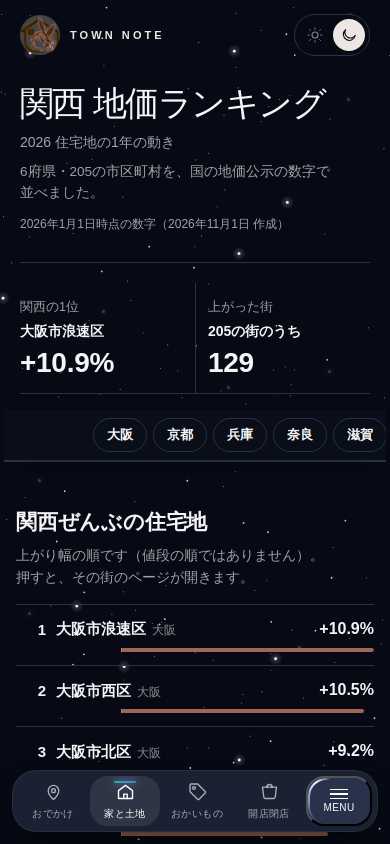 TOWN NOTE
関西 地価ランキング
2026 住宅地の1年の動き
6府県・205の市区町村を、国の地価公示の数字で
並べました。
2026年1月1日時点の数字（2026年11月1日 作成）
関西の1位
大阪市浪速区
+10.9%
上がった街
205の街のうち
129
大阪 京都 兵庫 奈良 滋賀
関西ぜんぶの住宅地
上がり幅の順です（値段の順ではありません）。
押すと、その街のページが開きます。
1 大阪市浪速区 大阪 +10.9%
2 大阪市西区 大阪 +10.5%
3 大阪市北区 大阪 +9.2%
おでかけ 家と土地 おかいもの 開店閉店 MENU